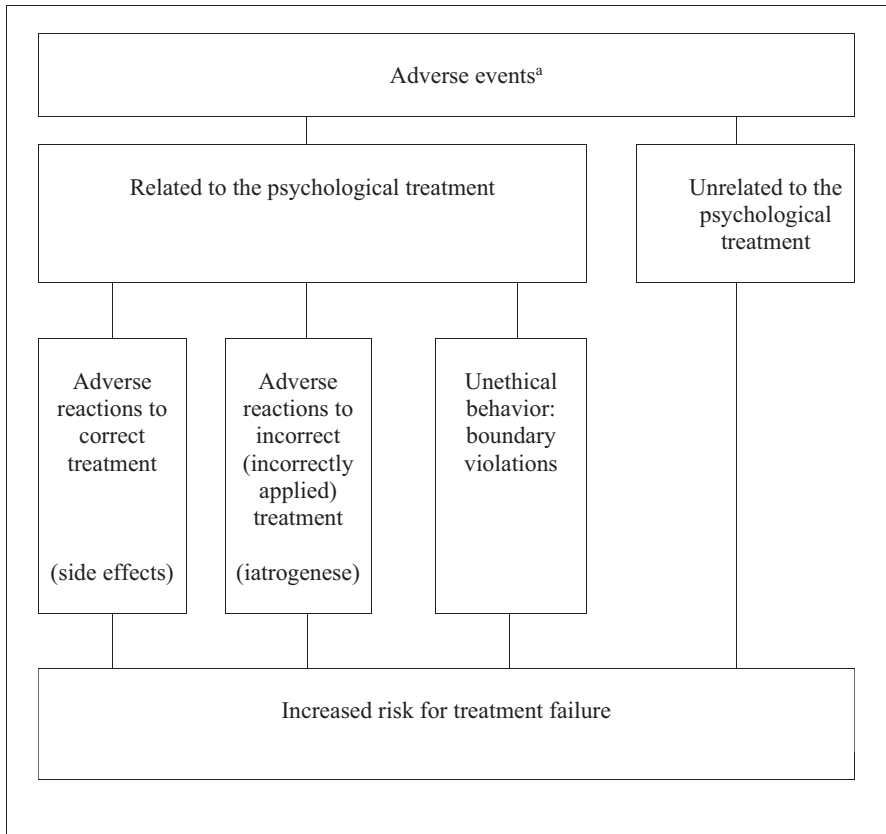 Adverse eventsᵃ
Related to the psychological treatment
Unrelated to the
psychological
treatment
Adverse
reactions to
correct
treatment
(side effects)
Adverse
reactions to
incorrect
(incorrectly
applied)
treatment
(iatrogenese)
Unethical
behavior:
boundary
violations
Increased risk for treatment failure